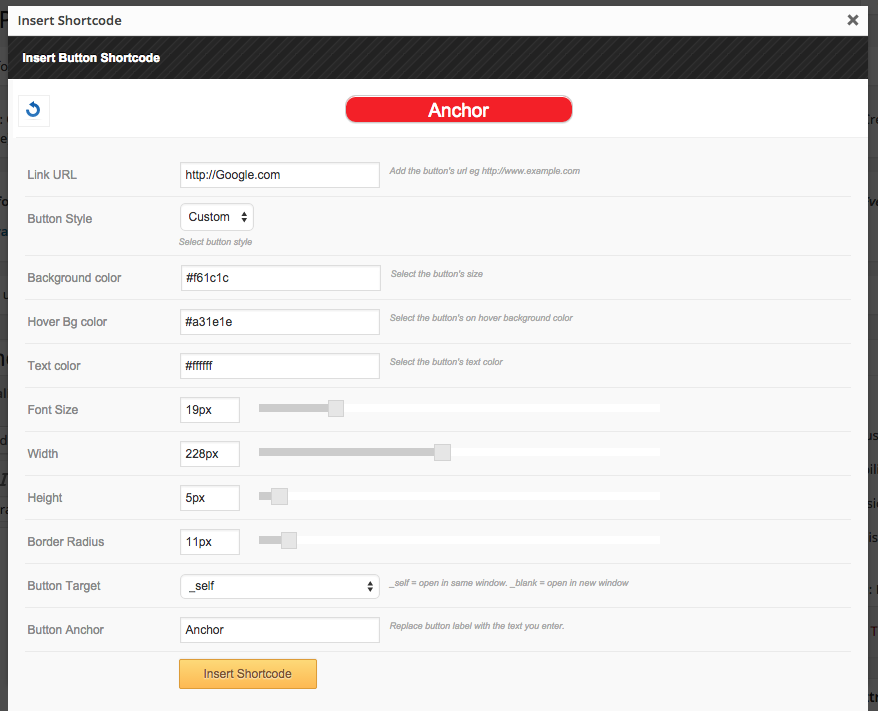 Insert Shortcode
Insert Button Shortcode
Anchor
Link URL
http://Google.com
Add the button's url eg http://www.example.com
Button Style
Custom
Select button style
Background color
#f61c1c
Select the button's size
Hover Bg color
#a31e1e
Select the button's on hover background color
Text color
#ffffff
Select the button's text color
Font Size
19px
Width
228px
Height
5px
Border Radius
11px
Button Target
_self
_self = open in same window. _blank = open in new window
Button Anchor
Anchor
Replace button label with the text you enter.
Insert Shortcode